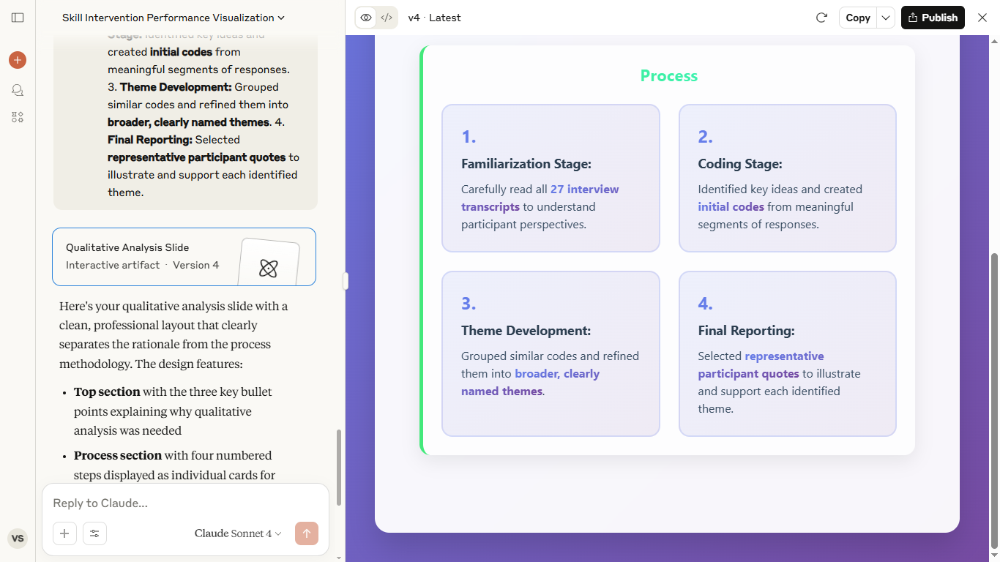 Skill Intervention Performance Visualization
Stage: Identified key ideas and
created initial codes from
meaningful segments of responses.
3. Theme Development: Grouped
similar codes and refined them into
broader, clearly named themes. 4.
Final Reporting: Selected
representative participant quotes to
illustrate and support each identified
theme.
Qualitative Analysis Slide
Interactive artifact · Version 4
Here's your qualitative analysis slide with a
clean, professional layout that clearly
separates the rationale from the process
methodology. The design features:
• Top section with the three key bullet
points explaining why qualitative
analysis was needed
• Process section with four numbered
steps displayed as individual cards for
Reply to Claude...
Claude Sonnet 4
VS
v4 · Latest
Copy
Publish
Process
1.
Familiarization Stage:
Carefully read all 27 interview
transcripts to understand
participant perspectives.
2.
Coding Stage:
Identified key ideas and created
initial codes from meaningful
segments of responses.
3.
Theme Development:
Grouped similar codes and refined
them into broader, clearly
named themes.
4.
Final Reporting:
Selected representative
participant quotes to illustrate
and support each identified
theme.